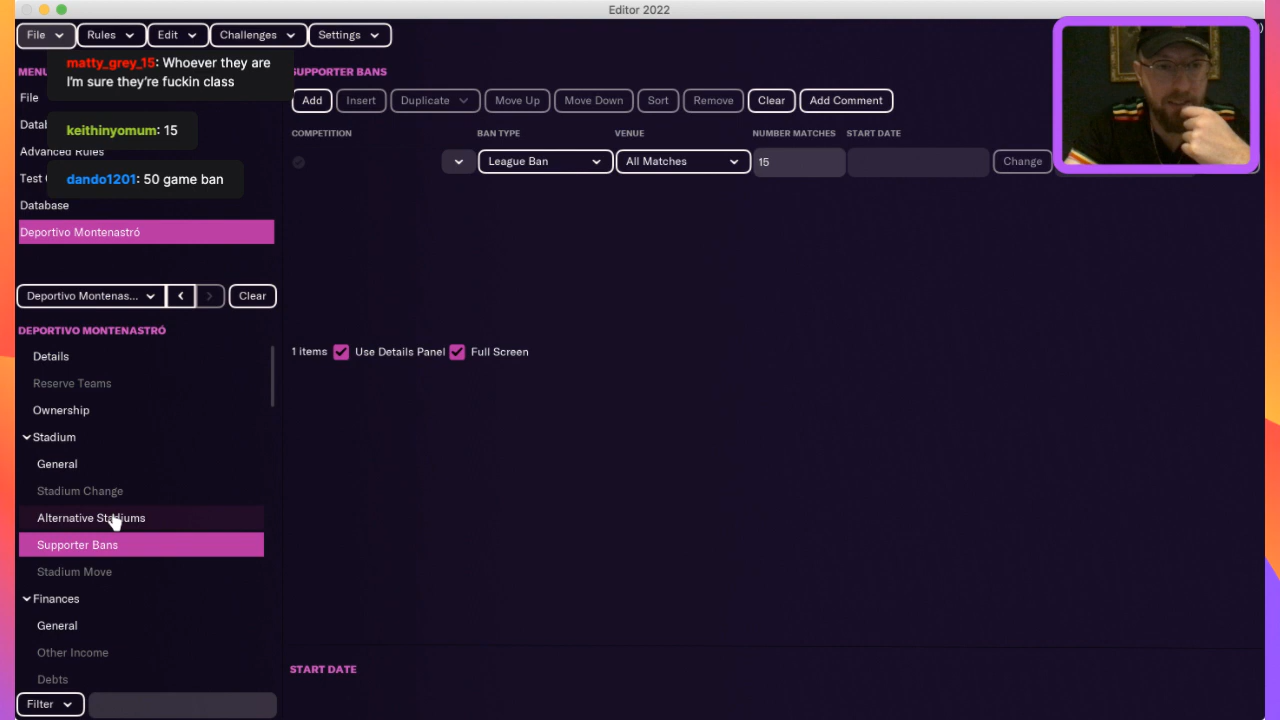 Editor 2022
File
Rules
Edit
Challenges
Settings
matty_grey_15: Whoever they are
I'm sure they're fuckin class
keithinyomum: 15
dando1201: 50 game ban
File
Advanced Rules
Database
Deportivo Montenastró
Deportivo Montenas...
Clear
DEPORTIVO MONTENASTRÓ
Details
Reserve Teams
Ownership
Stadium
General
Stadium Change
Alternative Stadiums
Supporter Bans
Stadium Move
Finances
General
Other Income
Debts
Filter
SUPPORTER BANS
Add
Insert
Duplicate
Move Up
Move Down
Sort
Remove
Clear
Add Comment
COMPETITION
BAN TYPE
VENUE
NUMBER MATCHES
START DATE
League Ban
All Matches
15
Change
1 items
Use Details Panel
Full Screen
START DATE